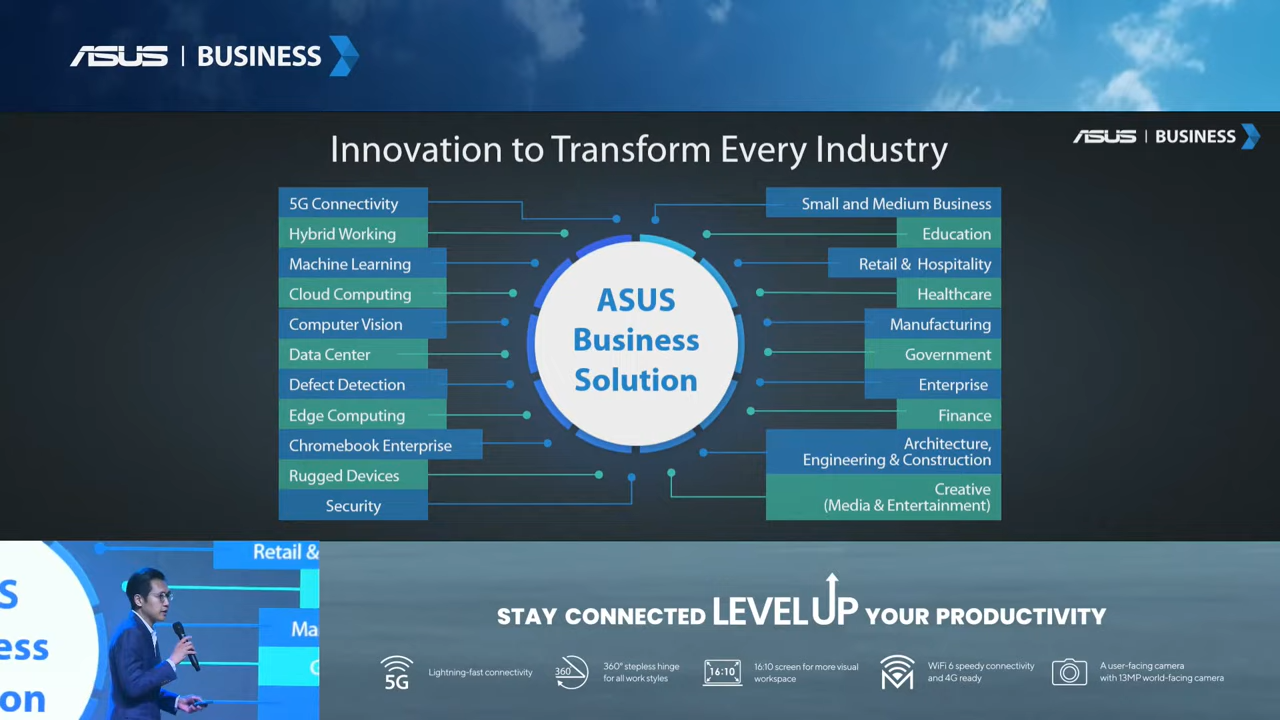 ASUS | BUSINESS
ASUS | BUSINESS
Innovation to Transform Every Industry
5G Connectivity
Hybrid Working
Machine Learning
Cloud Computing
Computer Vision
Data Center
Defect Detection
Edge Computing
Chromebook Enterprise
Rugged Devices
Security
ASUS
Business
Solution
Small and Medium Business
Education
Retail & Hospitality
Healthcare
Manufacturing
Government
Enterprise
Finance
Architecture,
Engineering & Construction
Creative
(Media & Entertainment)
Retail &
S
Ma
ess
G
on
STAY CONNECTED LEVEL UP YOUR PRODUCTIVITY
5G
Lightning-fast connectivity
360°
360° stepless hinge
for all work styles
16:10
16:10 screen for more visual
workspace
WiFi 6 speedy connectivity
and 4G ready
A user-facing camera
with 13MP world-facing camera